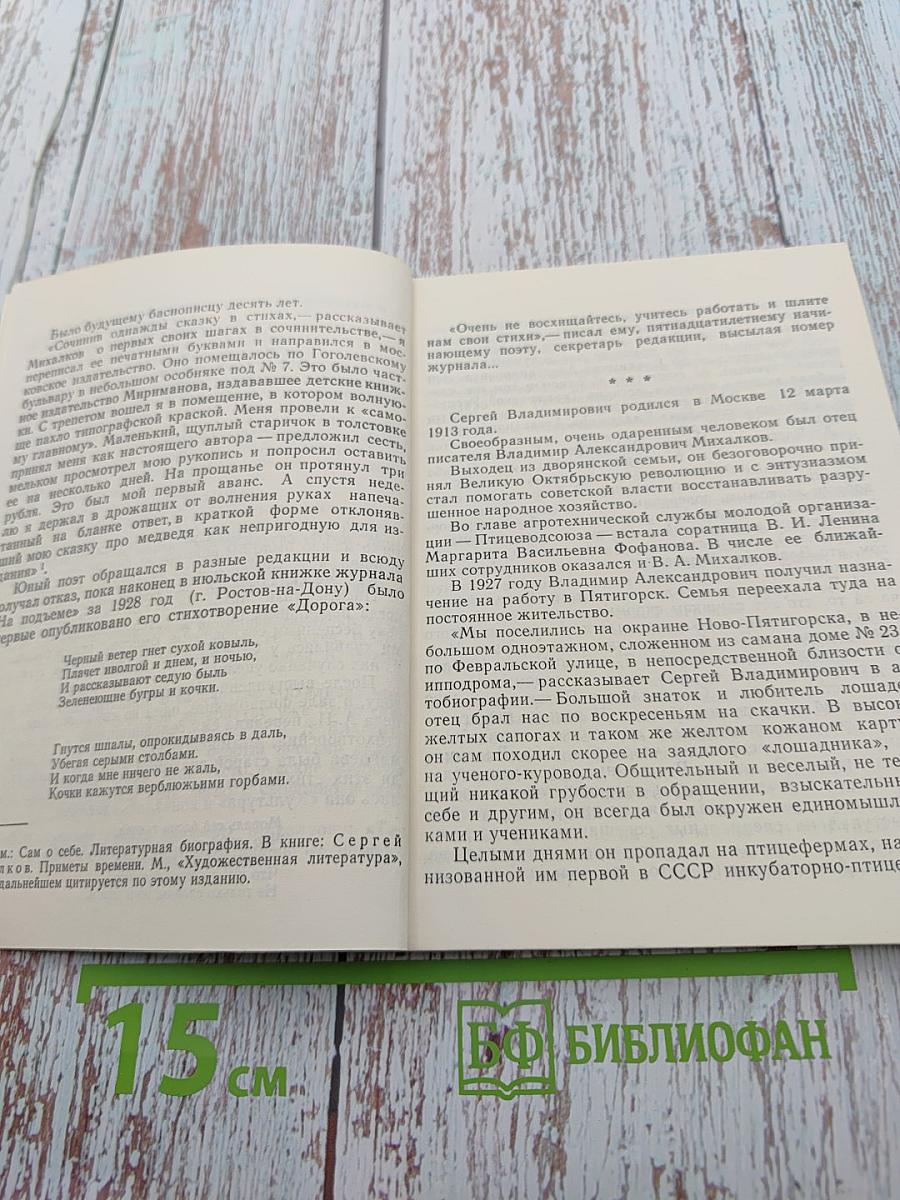 Было будущему баснописцу десять лет.
«Сочинив однажды сказку в стихах,— рассказывает
Михалков о первых своих шагах в сочинительстве,— я
переписал ее печатными буквами и направился в мос-
ковское издательство. Оно помещалось по Гоголевскому
бульвару в небольшом особняке под № 7. Это было част-
ное издательство Мириманова, издававшее детские книж-
ки. С трепетом вошел я в помещение, в котором волную-
ще пахло типографской краской. Меня провели к «само-
му главному». Маленький, щуплый старичок в толстовке
принял меня как настоящего автора — предложил сесть,
мельком просмотрел мою рукопись и попросил оставить
ее на несколько дней. На прощанье он протянул три
рубля. Это был мой первый аванс. А спустя неде-
лю я держал в дрожащих от волнения руках напеча-
танный на бланке ответ, в краткой форме отклоняв-
ший мою сказку про медведя как непригодную для из-
дания» ¹.
Юный поэт обращался в разные редакции и всюду
получал отказ, пока наконец в июльской книжке журнала
«На подъеме» за 1928 год (г. Ростов-на-Дону) было
первые опубликовано его стихотворение «Дорога»:
Черный ветер гнет сухой ковыль,
Плачет иволгой и днем, и ночью,
И рассказывают седую быль
Зеленеющие бугры и кочки.
Гнутся шпалы, опрокидываясь в даль,
Убегая серыми столбами.
И когда мне ничего не жаль,
Кочки кажутся верблюжьими горбами.
м.: Сам о себе. Литературная биография. В книге: Сергей
лков. Приметы времени. М., «Художественная литература»,
дальнейшем цитируется по этому изданию.
«Очень не восхищайтесь, учитесь работать и шлите
нам свои стихи»,— писал ему, пятнадцатилетнему начи-
нающему поэту, секретарь редакции, высылая номер
журнала...
* * *
Сергей Владимирович родился в Москве 12 марта
1913 года.
Своеобразным, очень одаренным человеком был отец
писателя Владимир Александрович Михалков.
Выходец из дворянской семьи, он безоговорочно при-
нял Великую Октябрьскую революцию и с энтузиазмом
стал помогать советской власти восстанавливать разру-
шенное народное хозяйство.
Во главе агротехнической службы молодой организа-
ции — Птицеводсоюза — встала соратница В. И. Ленина
Маргарита Васильевна Фофанова. В числе ее ближай-
ших сотрудников оказался и В. А. Михалков.
В 1927 году Владимир Александрович получил назна-
чение на работу в Пятигорск. Семья переехала туда на
постоянное жительство.
«Мы поселились на окраине Ново-Пятигорска, в не-
большом одноэтажном, сложенном из самана доме № 23
по Февральской улице, в непосредственной близости о
ипподрома,— рассказывает Сергей Владимирович в а
тобиографии.— Большой знаток и любитель лошаде
отец брал нас по воскресеньям на скачки. В высок
желтых сапогах и таком же желтом кожаном карту
он сам походил скорее на заядлого «лошадника»,
на ученого-куровода. Общительный и веселый, не те
щий никакой грубости в обращении, взыскательны
себе и другим, он всегда был окружен единомышл
ками и учениками.
Целыми днями он пропадал на птицефермах, на
низованной им первой в СССР инкубаторно-птице
15 см
БФ БИБЛИОФАН